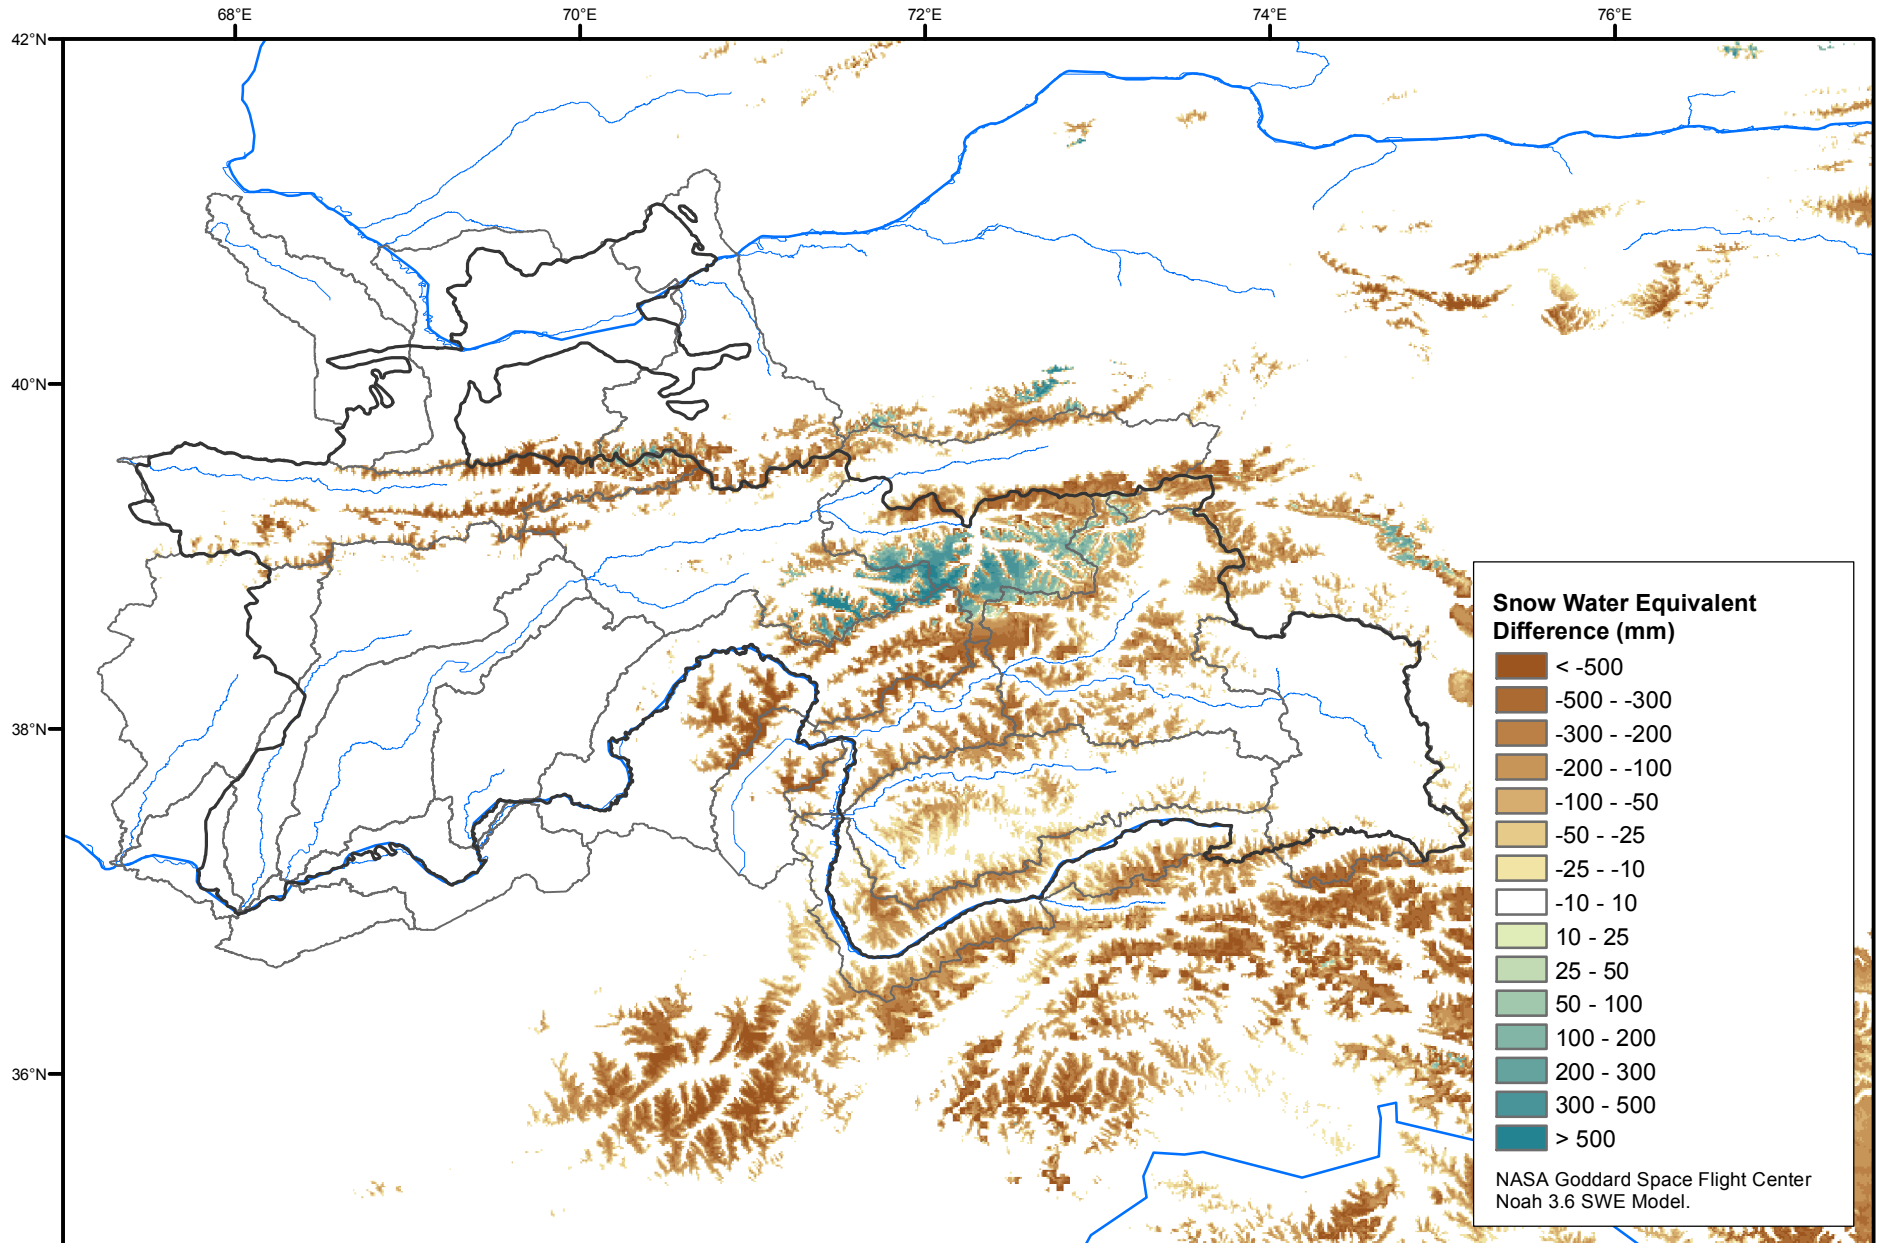 68°E 70°E 72°E 74°E 76°E
42°N
40°N
38°N
36°N
Snow Water Equivalent
Difference (mm)
< -500
-500 - -300
-300 - -200
-200 - -100
-100 - -50
-50 - -25
-25 - -10
-10 - 10
10 - 25
25 - 50
50 - 100
100 - 200
200 - 300
300 - 500
> 500
NASA Goddard Space Flight Center
Noah 3.6 SWE Model.